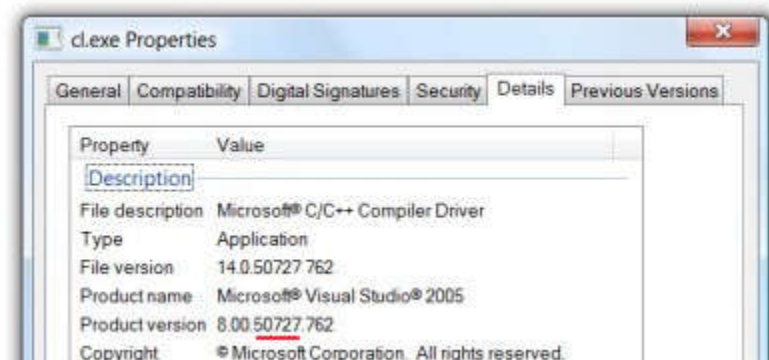 cl.exe Properties
General Compatibility Digital Signatures Security Details Previous Versions
Property Value
Description
File description Microsoft® C/C++ Compiler Driver
Type Application
File version 14.0.50727.762
Product name Microsoft® Visual Studio® 2005
Product version 8.00.50727.762
Copyright © Microsoft Corporation. All rights reserved.